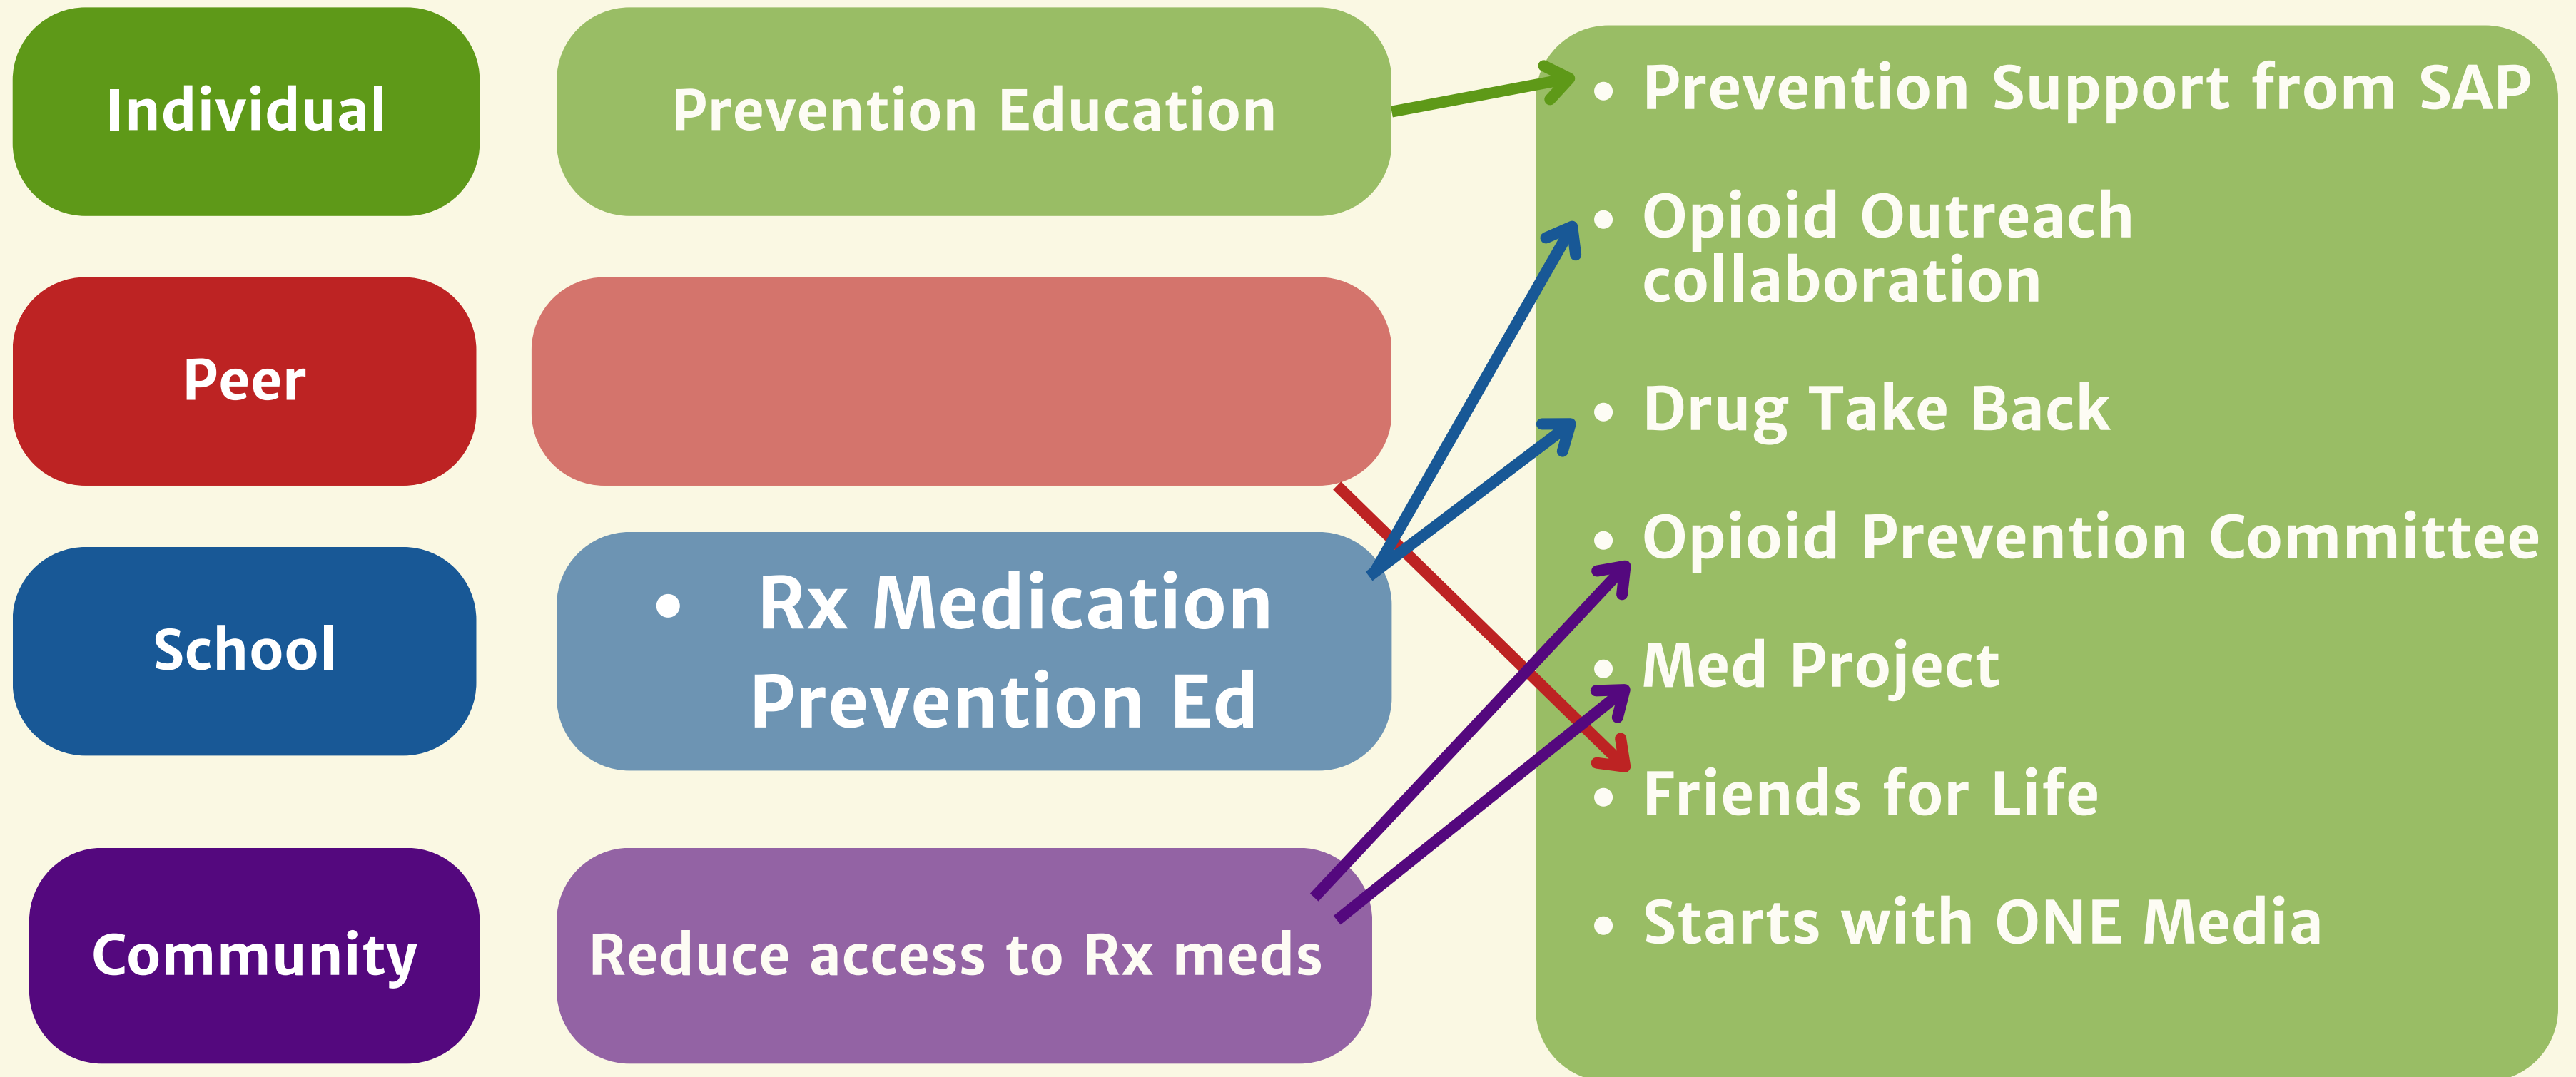 Individual
Prevention Education
Peer
School
• Rx Medication
Prevention Ed
Community
Reduce access to Rx meds
• Prevention Support from SAP
• Opioid Outreach
collaboration
• Drug Take Back
• Opioid Prevention Committee
• Med Project
• Friends for Life
• Starts with ONE Media